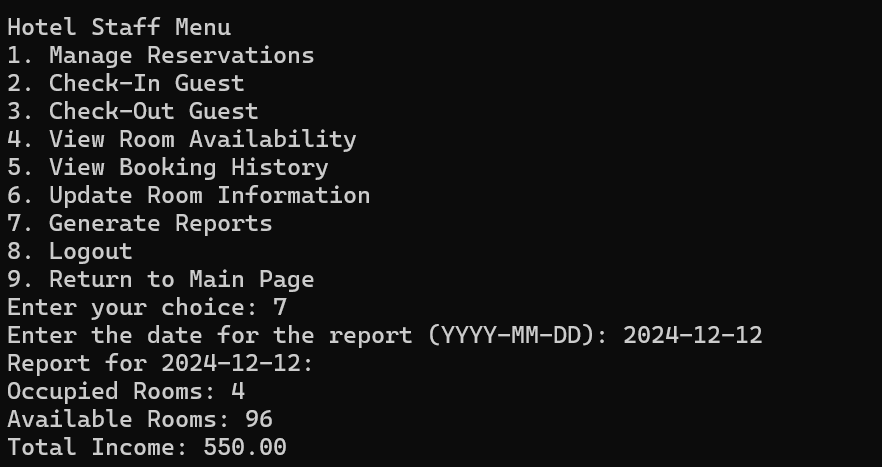 Hotel Staff Menu
1. Manage Reservations
2. Check-In Guest
3. Check-Out Guest
4. View Room Availability
5. View Booking History
6. Update Room Information
7. Generate Reports
8. Logout
9. Return to Main Page
Enter your choice: 7
Enter the date for the report (YYYY-MM-DD): 2024-12-12
Report for 2024-12-12:
Occupied Rooms: 4
Available Rooms: 96
Total Income: 550.00